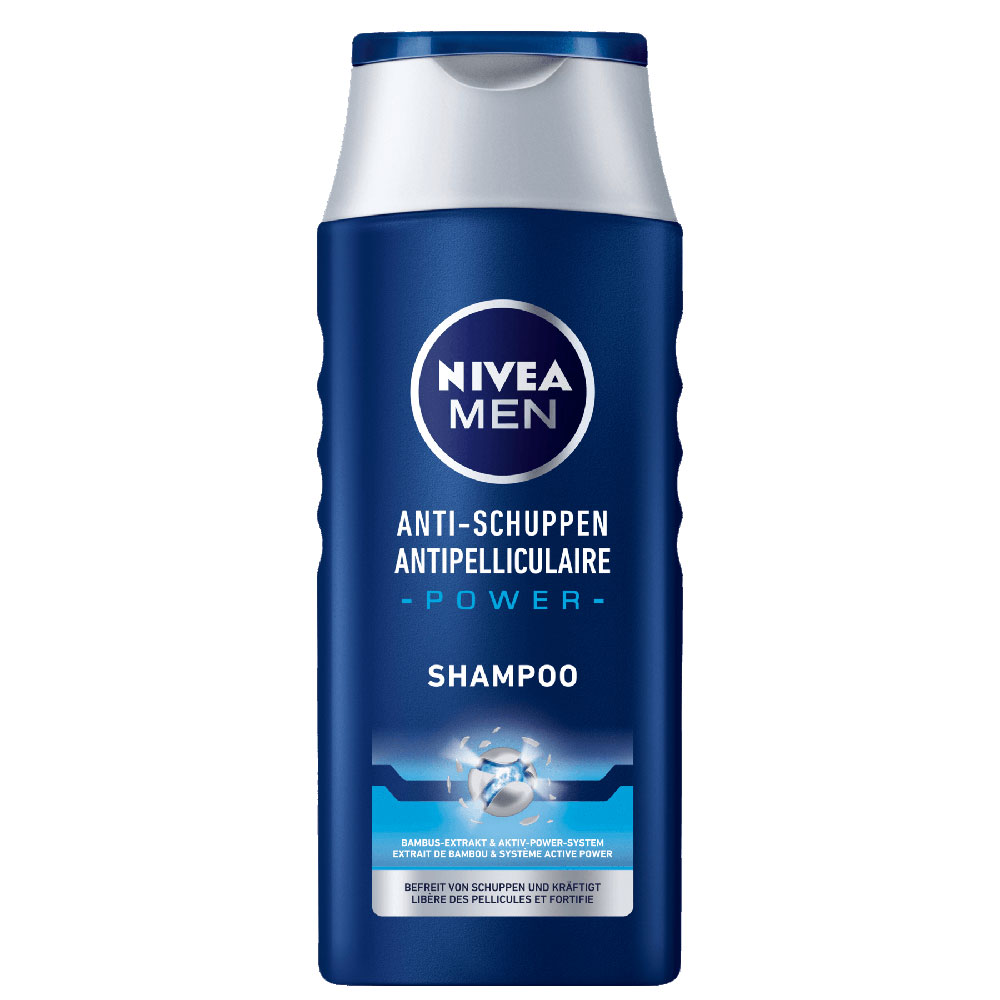 NIVEA
MEN
ANTI-SCHUPPEN
ANTIPELLICULAIRE
- POWER -
SHAMPOO
BAMBUS-EXTRAKT & AKTIV-POWER-SYSTEM
EXTRAIT DE BAMBOU & SYSTÈME ACTIVE POWER
BEFREIT VON SCHUPPEN UND KRÄFTIGT
LIBÈRE DES PELLICULES ET FORTIFIE